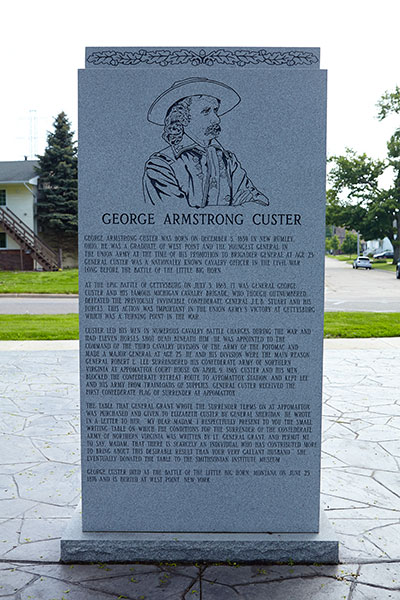 GEORGE ARMSTRONG CUSTER
GEORGE ARMSTRONG CUSTER WAS BORN ON DECEMBER 5, 1839 IN NEW RUMLEY,
OHIO. HE WAS A GRADUATE OF WEST POINT AND THE YOUNGEST GENERAL IN
THE UNION ARMY AT THE TIME OF HIS PROMOTION TO BRIGADIER GENERAL AT AGE 23.
GENERAL CUSTER WAS A NATIONALLY KNOWN CAVALRY OFFICER IN THE CIVIL WAR
LONG BEFORE THE BATTLE OF THE LITTLE BIG HORN.
AT THE EPIC BATTLE OF GETTYSBURG ON JULY 3, 1863, IT WAS GENERAL GEORGE
CUSTER AND HIS FAMOUS MICHIGAN CAVALRY BRIGADE, WHO THOUGH OUTNUMBERED,
DEFEATED THE PREVIOUSLY INVINCIBLE CONFEDERATE GENERAL J.E.B. STUART AND HIS
FORCES. THIS ACTION WAS IMPORTANT IN THE UNION ARMY'S VICTORY AT GETTYSBURG
WHICH WAS A TURNING POINT IN THE WAR.
CUSTER LED HIS MEN IN NUMEROUS CAVALRY BATTLE CHARGES DURING THE WAR AND
HAD ELEVEN HORSES SHOT DEAD BENEATH HIM. HE WAS APPOINTED TO THE
COMMAND OF THE THIRD CAVALRY DIVISION OF THE ARMY OF THE POTOMAC AND
MADE A MAJOR GENERAL AT AGE 25. HE AND HIS DIVISION WERE THE MAIN REASON
GENERAL ROBERT E. LEE SURRENDERED HIS CONFEDERATE ARMY OF NORTHERN
VIRGINIA AT APPOMATTOX COURT HOUSE ON APRIL 9, 1865. CUSTER AND HIS MEN
BLOCKED THE CONFEDERATE RETREAT ROUTE TO APPOMATTOX STATION, AND KEPT LEE
AND HIS ARMY FROM TRAINLOADS OF SUPPLIES. GENERAL CUSTER RECEIVED THE
FIRST CONFEDERATE FLAG OF SURRENDER AT APPOMATTOX.
THE TABLE THAT GENERAL GRANT WROTE THE SURRENDER TERMS ON AT APPOMATTOX
WAS PURCHASED AND GIVEN TO ELIZABETH CUSTER BY GENERAL SHERIDAN. HE WROTE
IN A LETTER TO HER: "MY DEAR MADAM, I RESPECTFULLY PRESENT TO YOU THE SMALL
WRITING TABLE ON WHICH THE CONDITIONS FOR THE SURRENDER OF THE CONFEDERATE
ARMY OF NORTHERN VIRGINIA WAS WRITTEN BY LT. GENERAL GRANT, AND PERMIT ME
TO SAY, MADAM, THAT THERE IS SCARCELY AN INDIVIDUAL WHO HAS CONTRIBUTED MORE
TO BRING ABOUT THIS DESIRABLE RESULT THAN YOUR VERY GALLANT HUSBAND." SHE
EVENTUALLY DONATED THE TABLE TO THE SMITHSONIAN INSTITUTE MUSEUM.
GEORGE CUSTER DIED AT THE BATTLE OF THE LITTLE BIG HORN, MONTANA ON JUNE 25,
1876 AND IS BURIED AT WEST POINT, NEW YORK.